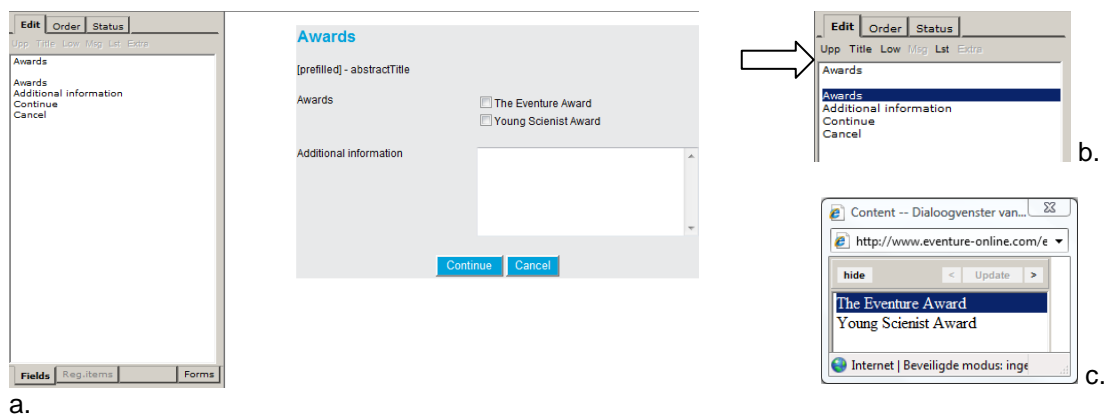 Edit Order Status
Upp Title Low Msg Lst Extra
Awards
Awards
Additional information
Continue
Cancel
Fields Reg.items Forms
a.
Awards
[prefilled] - abstractTitle
Awards
The Eventure Award
Young Scienist Award
Additional information
Continue Cancel
Edit Order Status
Upp Title Low Msg Lst Extra
Awards
Awards
Additional information
Continue
Cancel
b.
Content -- Dialoogvenster van...
http://www.eventure-online.com/e
hide < Update >
The Eventure Award
Young Scienist Award
Internet | Beveiligde modus: inge
c.